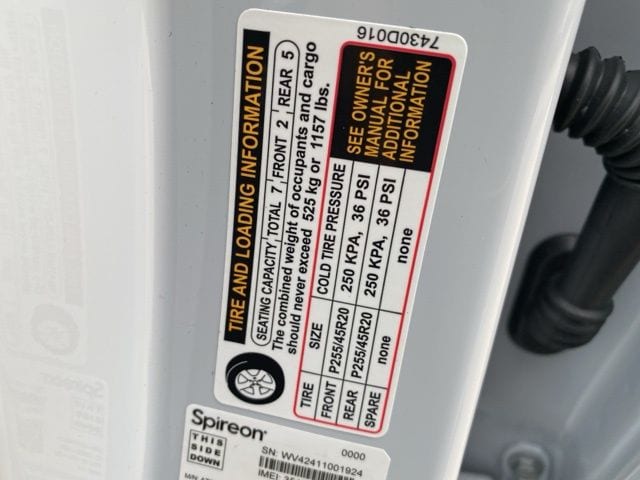 7430D016
TIRE AND LOADING INFORMATION
SEATING CAPACITY TOTAL 7 FRONT 2 REAR 5
The combined weight of occupants and cargo
should never exceed 525 kg or 1157 lbs.
TIRE SIZE COLD TIRE PRESSURE
FRONT P255/45R20 250 KPA, 36 PSI
REAR P255/45R20 250 KPA, 36 PSI
SPARE none none
SEE OWNER'S
MANUAL FOR
ADDITIONAL
INFORMATION
Spireon
0000
THIS
SIDE
DOWN
SN: WV42411001924
IMEI:
M/N